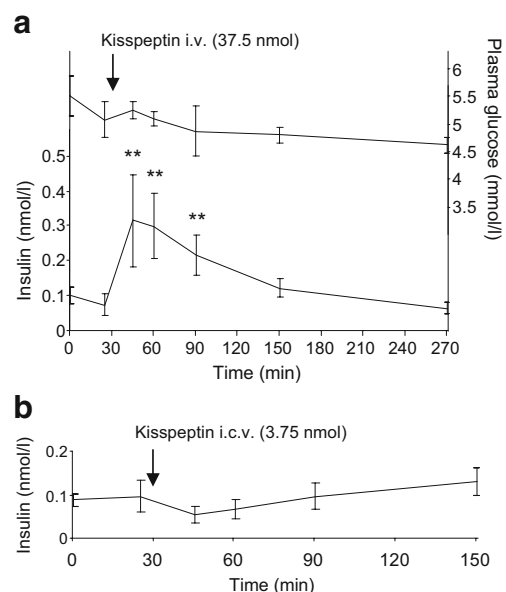 a
Kisspeptin i.v. (37.5 nmol)
6
5.5
5
4.5
4
3.5
Plasma glucose (mmol/l)
0.5
0.4
0.3
0.2
0.1
0
Insulin (nmol/l)
** ** **
0 30 60 90 120 150 180 210 240 270
Time (min)
b
Kisspeptin i.c.v. (3.75 nmol)
0.2
0.1
0
Insulin (nmol/l)
0 30 60 90 120 150
Time (min)